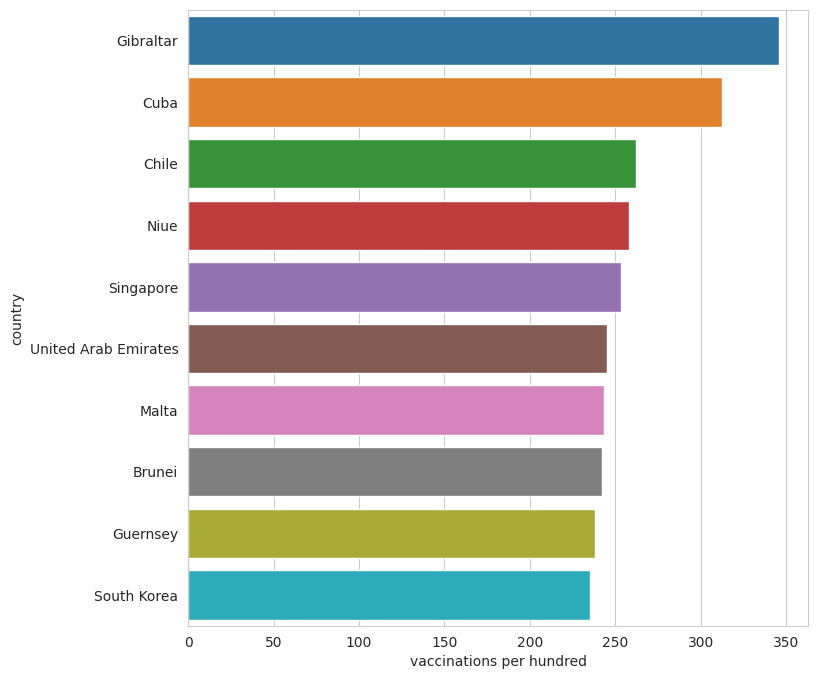 Gibraltar
Cuba
Chile
Niue
Singapore
United Arab Emirates
Malta
Brunei
Guernsey
South Korea
country
0 50 100 150 200 250 300 350
vaccinations per hundred